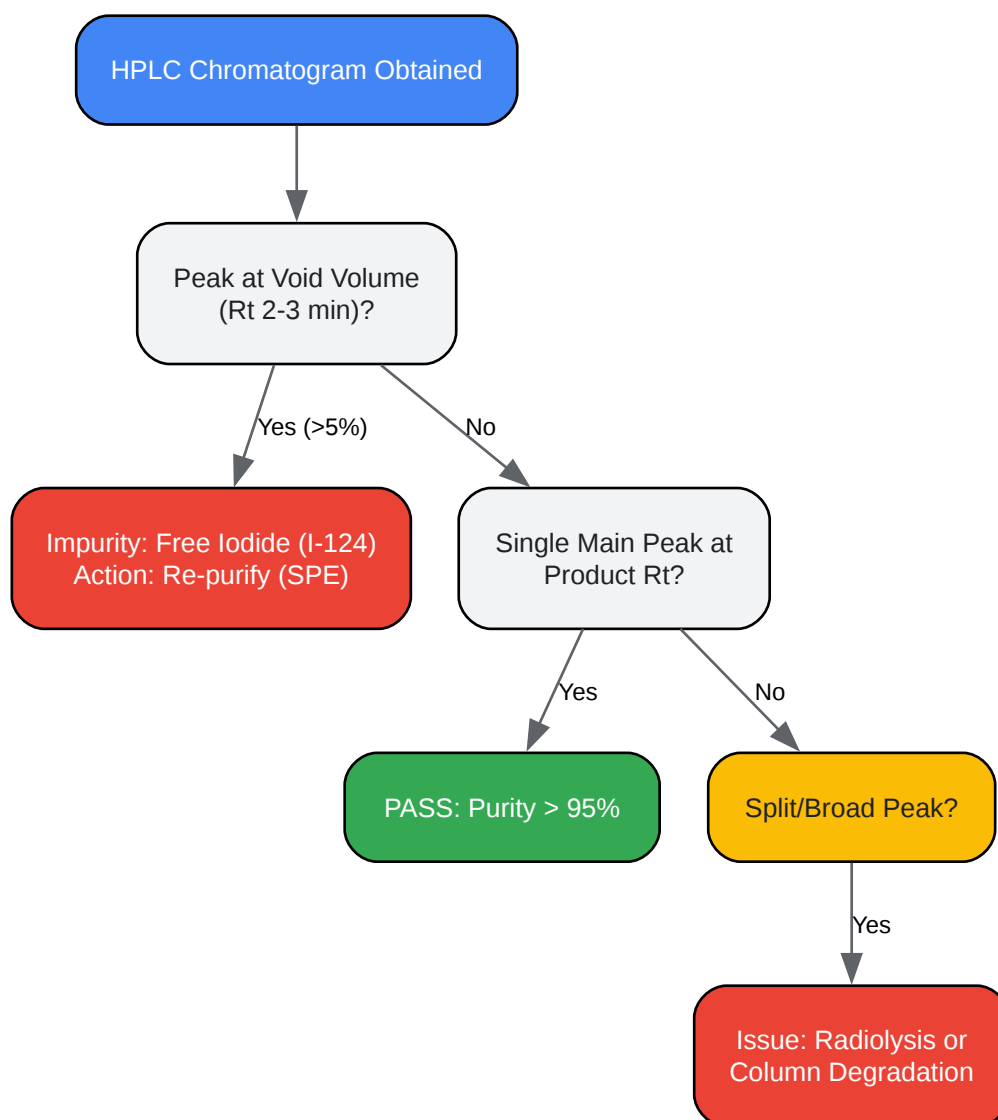 HPLC Chromatogram Obtained
Peak at Void Volume
(Rt 2-3 min)?
Yes (>5%)
No
Impurity: Free Iodide (I-124)
Action: Re-purify (SPE)
Single Main Peak at
Product Rt?
Yes
No
PASS: Purity > 95%
Split/Broad Peak?
Yes
Issue: Radiolysis or
Column Degradation